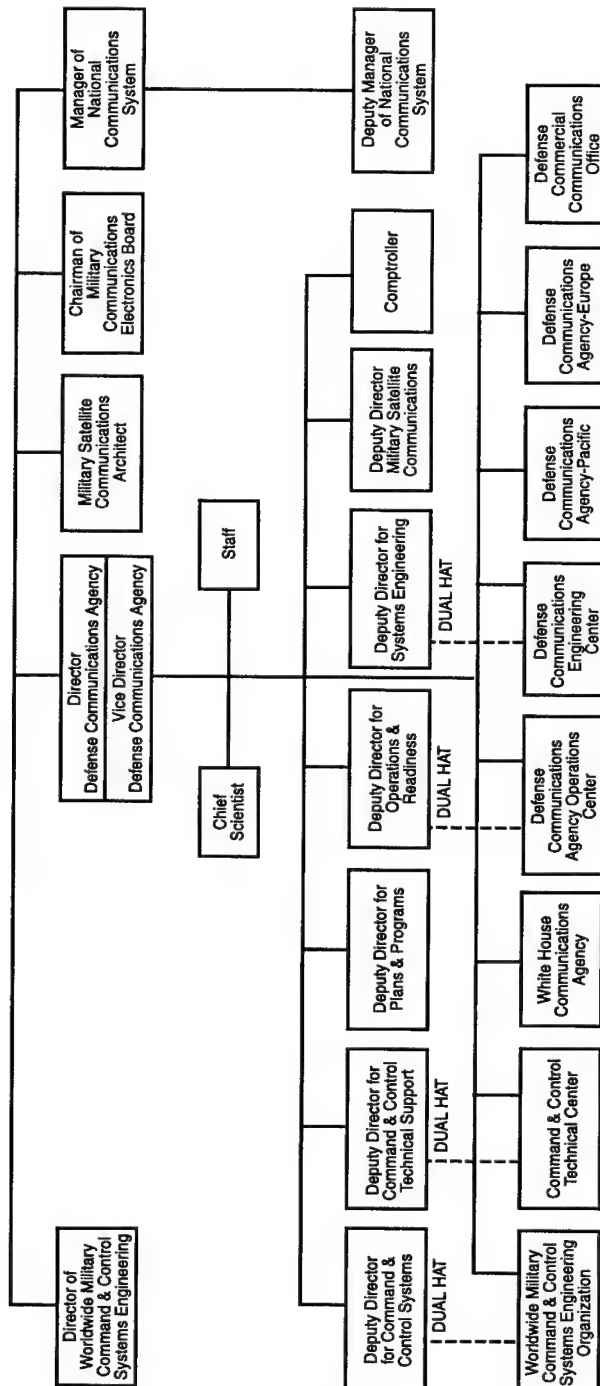 Director of
Worldwide Military
Command & Control
Systems Engineering
Director
Defense Communications Agency
Vice Director
Defense Communications Agency
Military Satellite
Communications
Architect
Chairman of
Military
Communications
Electronics Board
Manager of
National
Communications
System
Chief
Scientist
Staff
Deputy Manager
of National
Communications
System
Deputy Director
for Command &
Control Systems
Deputy Director for
Command & Control
Technical Support
Deputy Director for
Plans & Programs
Deputy Director for
Operations &
Readiness
Deputy Director for
Systems Engineering
Deputy Director
Military Satellite
Communications
Comptroller
DUAL HAT
DUAL HAT
DUAL HAT
DUAL HAT
Worldwide Military
Command & Control
Systems Engineering
Organization
Command & Control
Technical Center
White House
Communications
Agency
Defense
Communications
Agency Operations
Center
Defense
Communications
Engineering
Center
Defense
Communications
Agency-Pacific
Defense
Communications
Agency-Europe
Defense
Commercial
Communications
Office